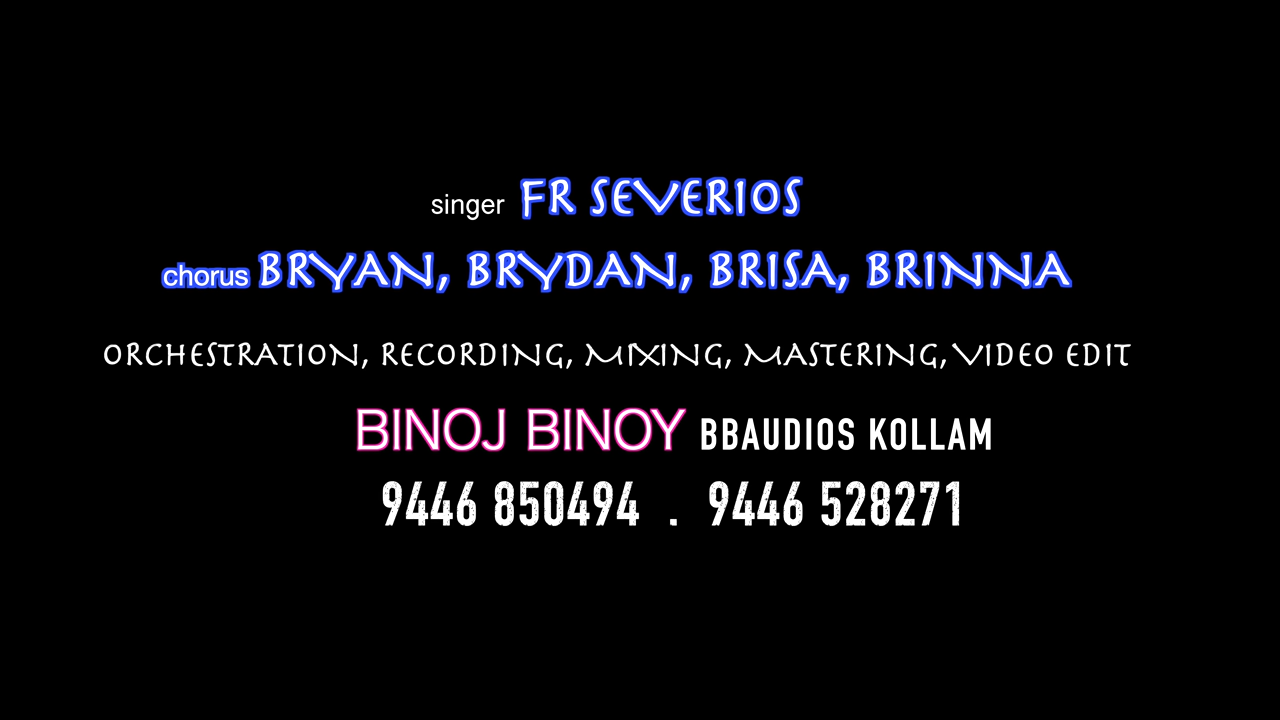 singer FR SEVERIOS
chorus BRYAN, BRYDAN, BRISA, BRINNA
ORCHESTRATION, RECORDING, MIXING, MASTERING, VIDEO EDIT
BINOJ BINOY BBAUDIOS KOLLAM
9446 850494 . 9446 528271